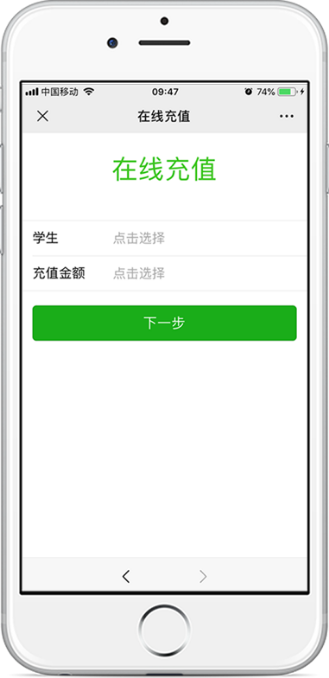 中国移动 09:47 74%
在线充值
在线充值
学生 点击选择
充值金额 点击选择
下一步